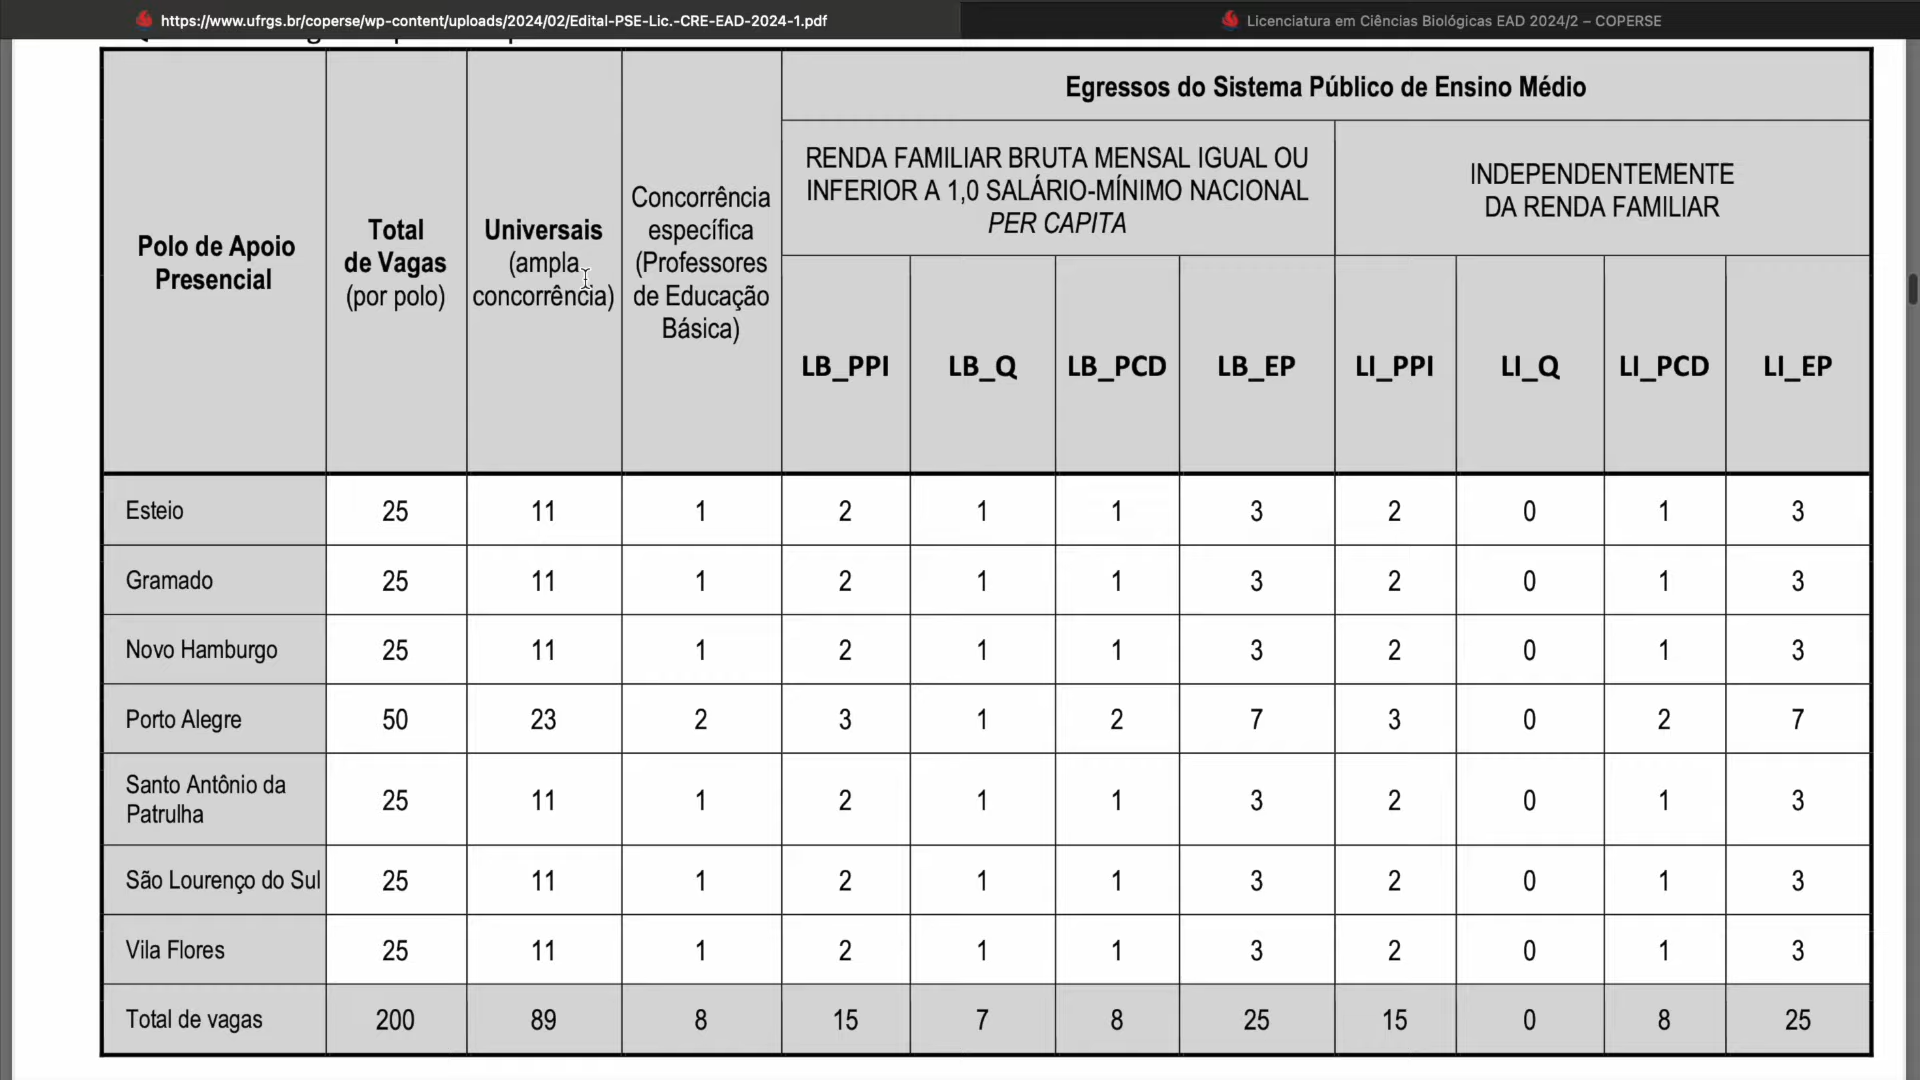 https://www.ufrgs.br/coperse/wp-content/uploads/2024/02/Edital-PSE-Lic.-CRE-EAD-2024-1.pdf
Licenciatura em Ciências Biológicas EAD 2024/2 – COPERSE
Polo de Apoio
Presencial
Total
de Vagas
(por polo)
Universais
(ampla
concorrência)
Concorrência
específica
(Professores
de Educação
Básica)
Egressos do Sistema Público de Ensino Médio
RENDA FAMILIAR BRUTA MENSAL IGUAL OU
INFERIOR A 1,0 SALÁRIO-MÍNIMO NACIONAL
PER CAPITA
INDEPENDENTEMENTE
DA RENDA FAMILIAR
LB_PPI LB_Q LB_PCD LB_EP LI_PPI LI_Q LI_PCD LI_EP
Esteio 25 11 1 2 1 1 3 2 0 1 3
Gramado 25 11 1 2 1 1 3 2 0 1 3
Novo Hamburgo 25 11 1 2 1 1 3 2 0 1 3
Porto Alegre 50 23 2 3 1 2 7 3 0 2 7
Santo Antônio da
Patrulha 25 11 1 2 1 1 3 2 0 1 3
São Lourenço do Sul 25 11 1 2 1 1 3 2 0 1 3
Vila Flores 25 11 1 2 1 1 3 2 0 1 3
Total de vagas 200 89 8 15 7 8 25 15 0 8 25